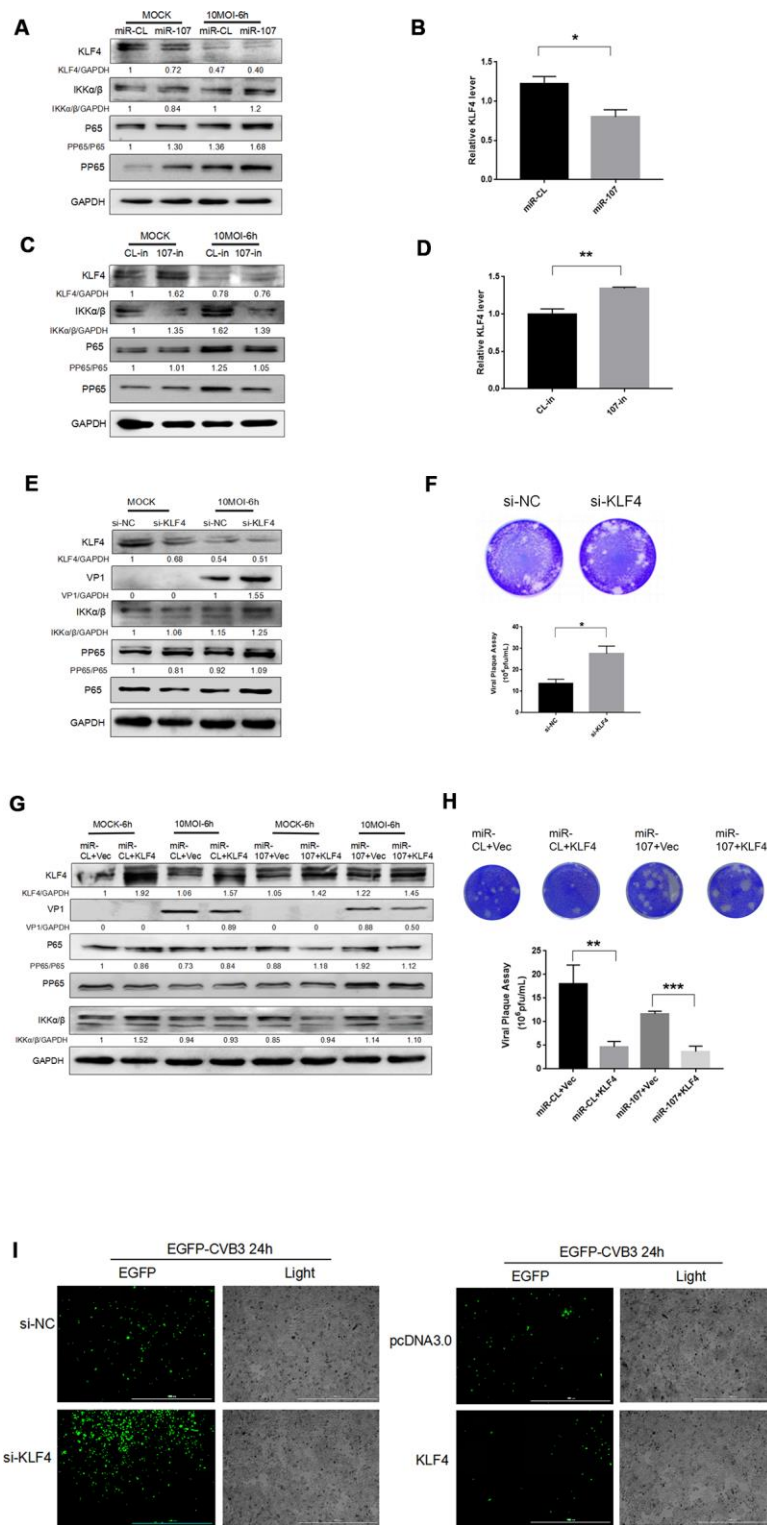 A
MOCK 10MOI-6h
miR-CL miR-107 miR-CL miR-107
KLF4
KLF4/GAPDH 1 0.72 0.47 0.40
IKKα/β
IKKα/β/GAPDH 1 0.84 1 1.2
P65
PP65/P65 1 1.30 1.36 1.68
PP65
GAPDH
B
*
Relative KLF4 lever
1.5
1.0
0.5
0.0
miR-CL miR-107
C
MOCK 10MOI-6h
CL-in 107-in CL-in 107-in
KLF4
KLF4/GAPDH 1 1.62 0.78 0.76
IKKα/β
IKKα/β/GAPDH 1 1.35 1.62 1.39
P65
PP65/P65 1 1.01 1.25 1.05
PP65
GAPDH
D
**
Relative KLF4 lever
1.5
1.0
0.5
0.0
CL-in 107-in
E
MOCK 10MOI-6h
si-NC si-KLF4 si-NC si-KLF4
KLF4
KLF4/GAPDH 1 0.68 0.54 0.51
VP1
VP1/GAPDH 0 0 1 1.55
IKKα/β
IKKα/β/GAPDH 1 1.06 1.15 1.25
PP65
PP65/P65 1 0.81 0.92 1.09
P65
GAPDH
F
si-NC si-KLF4
*
Viral Plaque Assay
(10⁶pfu/mL)
40
30
20
10
0
si-NC si-KLF4
G
MOCK-6h 10MOI-6h MOCK-6h 10MOI-6h
miR- miR- miR- miR- miR- miR- miR- miR-
CL+Vec CL+KLF4 CL+Vec CL+KLF4 107+Vec 107+KLF4 107+Vec 107+KLF4
KLF4
KLF4/GAPDH 1 1.92 1.06 1.57 1.05 1.42 1.22 1.45
VP1
VP1/GAPDH 0 0 1 0.89 0 0 0.88 0.50
P65
PP65/P65 1 0.86 0.73 0.84 0.88 1.18 1.92 1.12
PP65
IKKα/β
IKKα/β/GAPDH 1 1.52 0.94 0.93 0.85 0.94 1.14 1.10
GAPDH
H
miR- miR- miR- miR-
CL+Vec CL+KLF4 107+Vec 107+KLF4
**
***
Viral Plaque Assay
(10⁶pfu/mL)
25
20
15
10
5
0
miR-CL+Vec miR-CL+KLF4 miR-107+Vec miR-107+KLF4
I
EGFP-CVB3 24h
EGFP Light
si-NC
si-KLF4
EGFP-CVB3 24h
EGFP Light
pcDNA3.0
KLF4